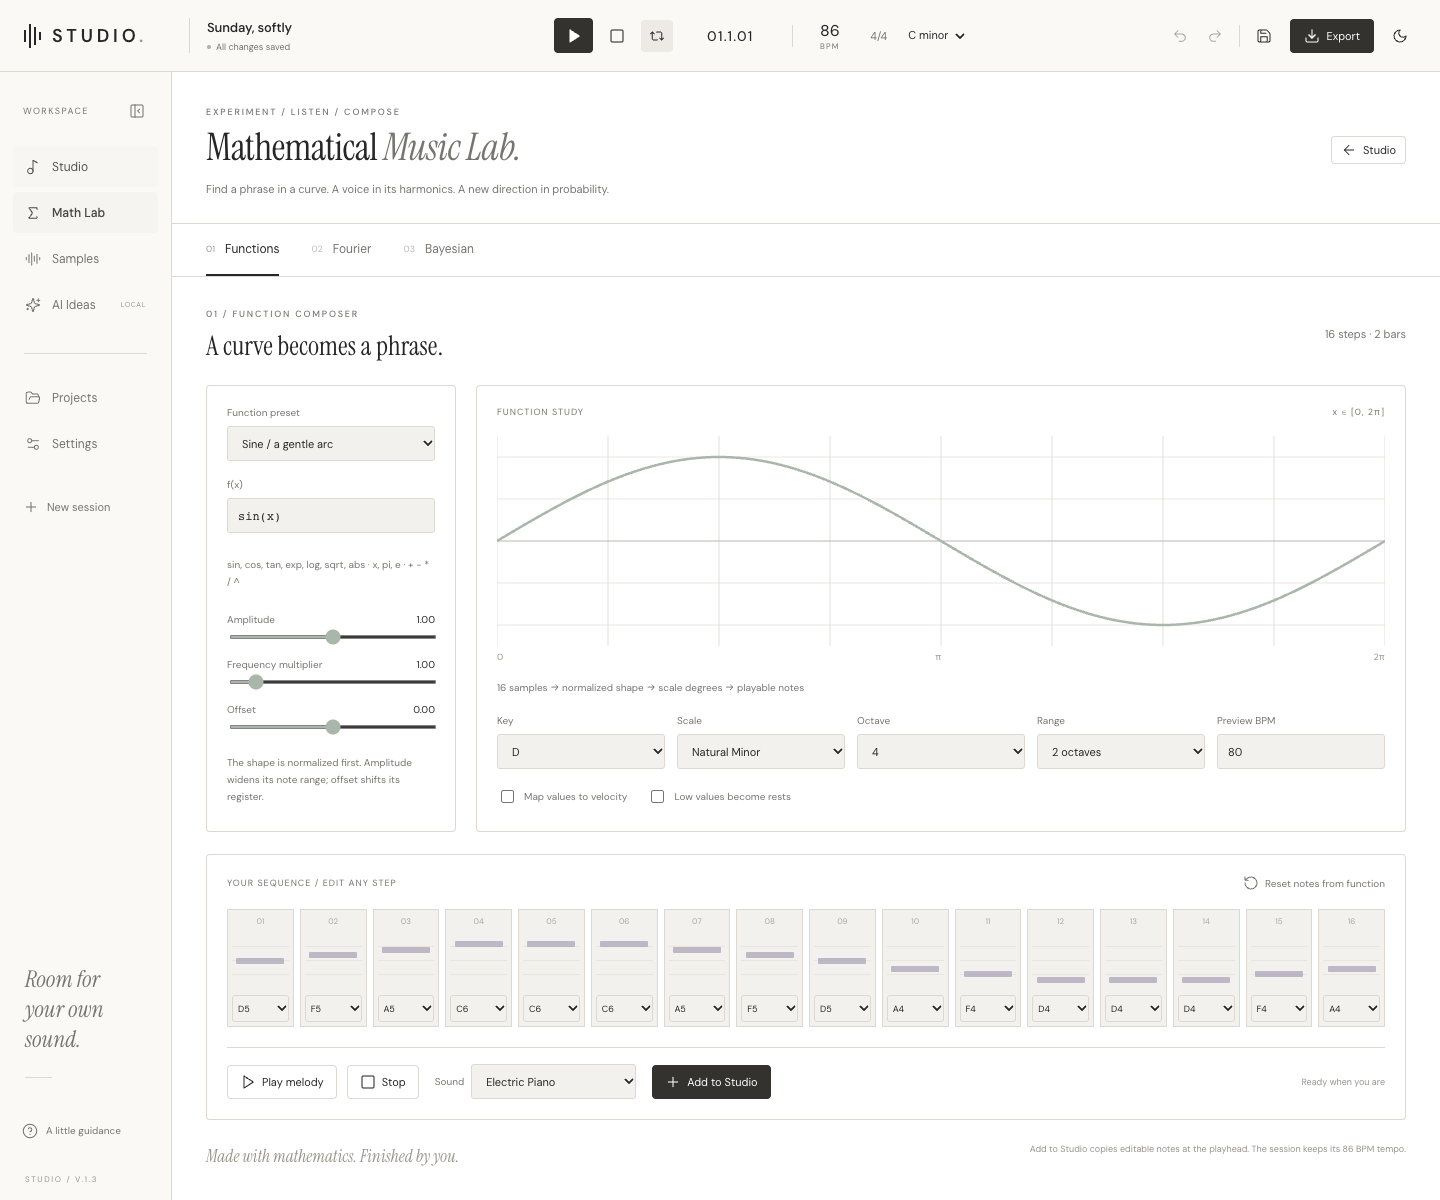 STUDIO.
Sunday, softly
All changes saved
01.1.01
86
BPM
4/4
C minor
Export
WORKSPACE
Studio
Math Lab
Samples
AI Ideas
LOCAL
Projects
Settings
New session
Room for
your own
sound.
A little guidance
STUDIO / V.1.3
EXPERIMENT / LISTEN / COMPOSE
Mathematical Music Lab.
Find a phrase in a curve. A voice in its harmonics. A new direction in probability.
Studio
01 Functions
02 Fourier
03 Bayesian
01 / FUNCTION COMPOSER
A curve becomes a phrase.
16 steps · 2 bars
Function preset
Sine / a gentle arc
f(x)
sin(x)
sin, cos, tan, exp, log, sqrt, abs · x, pi, e · + − *
/ ^
Amplitude 1.00
Frequency multiplier 1.00
Offset 0.00
The shape is normalized first. Amplitude
widens its note range; offset shifts its
register.
FUNCTION STUDY
x ∈ [0, 2π]
0 π 2π
16 samples → normalized shape → scale degrees → playable notes
Key Scale Octave Range Preview BPM
D Natural Minor 4 2 octaves 80
Map values to velocity Low values become rests
YOUR SEQUENCE / EDIT ANY STEP
Reset notes from function
01 02 03 04 05 06 07 08 09 10 11 12 13 14 15 16
D5 F5 A5 C6 C6 C6 A5 F5 D5 A4 F4 D4 D4 D4 F4 A4
Play melody Stop Sound Electric Piano Add to Studio Ready when you are
Made with mathematics. Finished by you.
Add to Studio copies editable notes at the playhead. The session keeps its 86 BPM tempo.